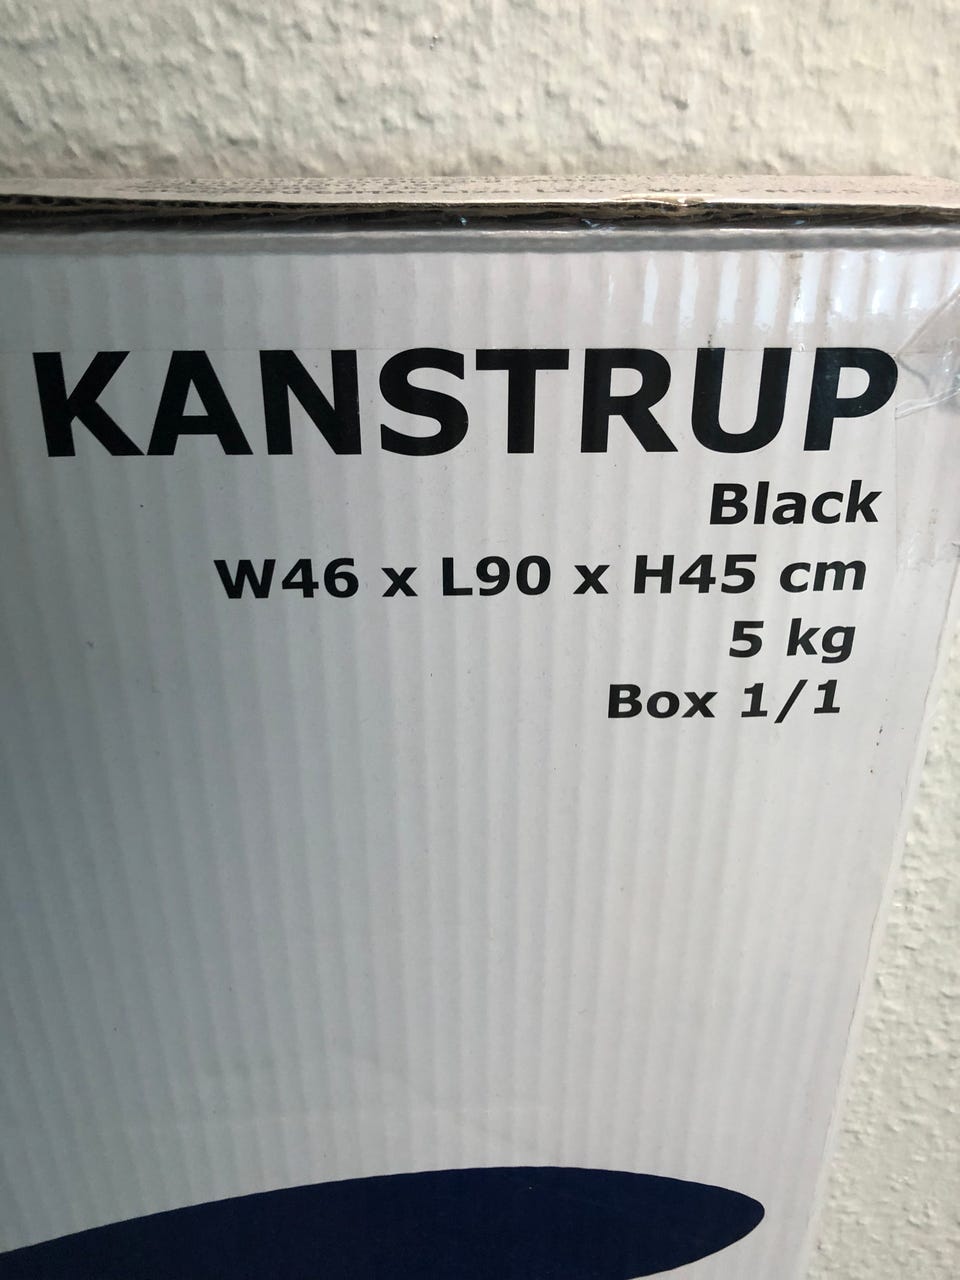 KANSTRUP
Black
W46 x L90 x H45 cm
5 kg
Box 1/1